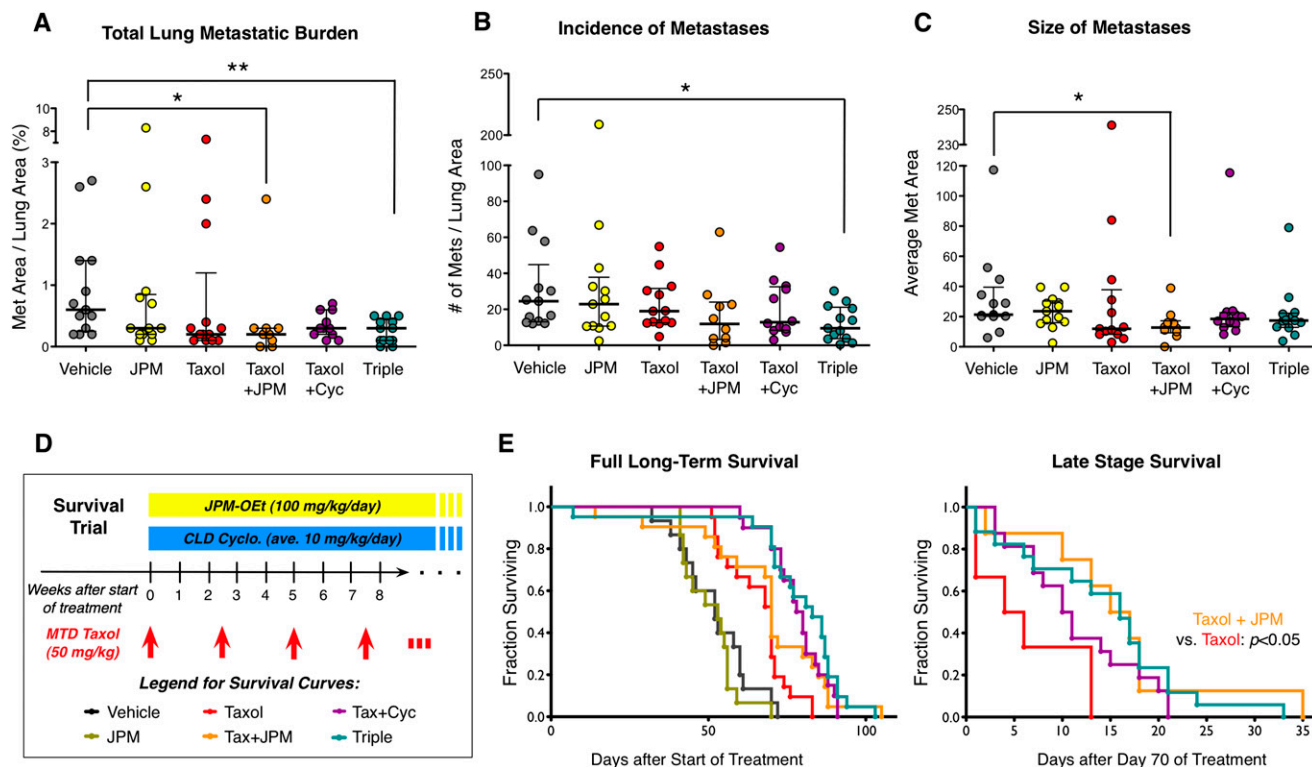 A
Total Lung Metastatic Burden
Met Area / Lung Area (%)
10
8
6
3
2
1
0
**
*
Vehicle
JPM
Taxol
Taxol
+JPM
Taxol
+Cyc
Triple
B
Incidence of Metastases
# of Mets / Lung Area
250
200
100
80
60
40
20
0
*
Vehicle
JPM
Taxol
Taxol
+JPM
Taxol
+Cyc
Triple
C
Size of Metastases
Average Met Area
250
200
120
100
80
60
40
20
0
*
Vehicle
JPM
Taxol
Taxol
+JPM
Taxol
+Cyc
Triple
D
Survival
Trial
JPM-OEt (100 mg/kg/day)
CLD Cyclo. (ave. 10 mg/kg/day)
Weeks after start
of treatment
0 1 2 3 4 5 6 7 8
MTD Taxol
(50 mg/kg)
Legend for Survival Curves:
Vehicle Taxol Tax+Cyc
JPM Tax+JPM Triple
E
Full Long-Term Survival
Fraction Surviving
1.0
0.8
0.6
0.4
0.2
0.0
50 100
Days after Start of Treatment
Late Stage Survival
Fraction Surviving
1.0
0.8
0.6
0.4
0.2
0.0
Taxol + JPM
vs. Taxol: p<0.05
0 5 10 15 20 25 30 35
Days after Day 70 of Treatment